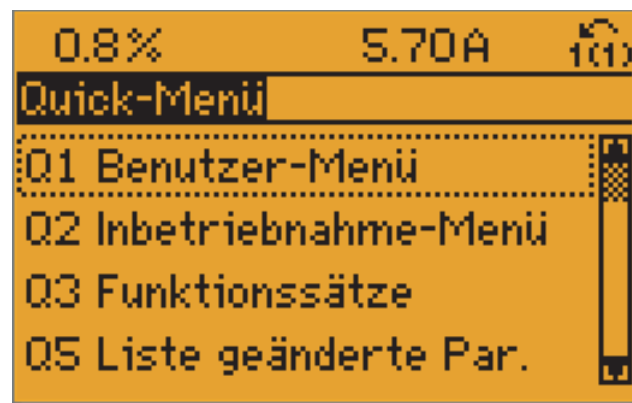 0.8% 5.70A 1(1)
Quick-Menü
Q1 Benutzer-Menü
Q2 Inbetriebnahme-Menü
Q3 Funktionssätze
Q5 Liste geänderte Par.